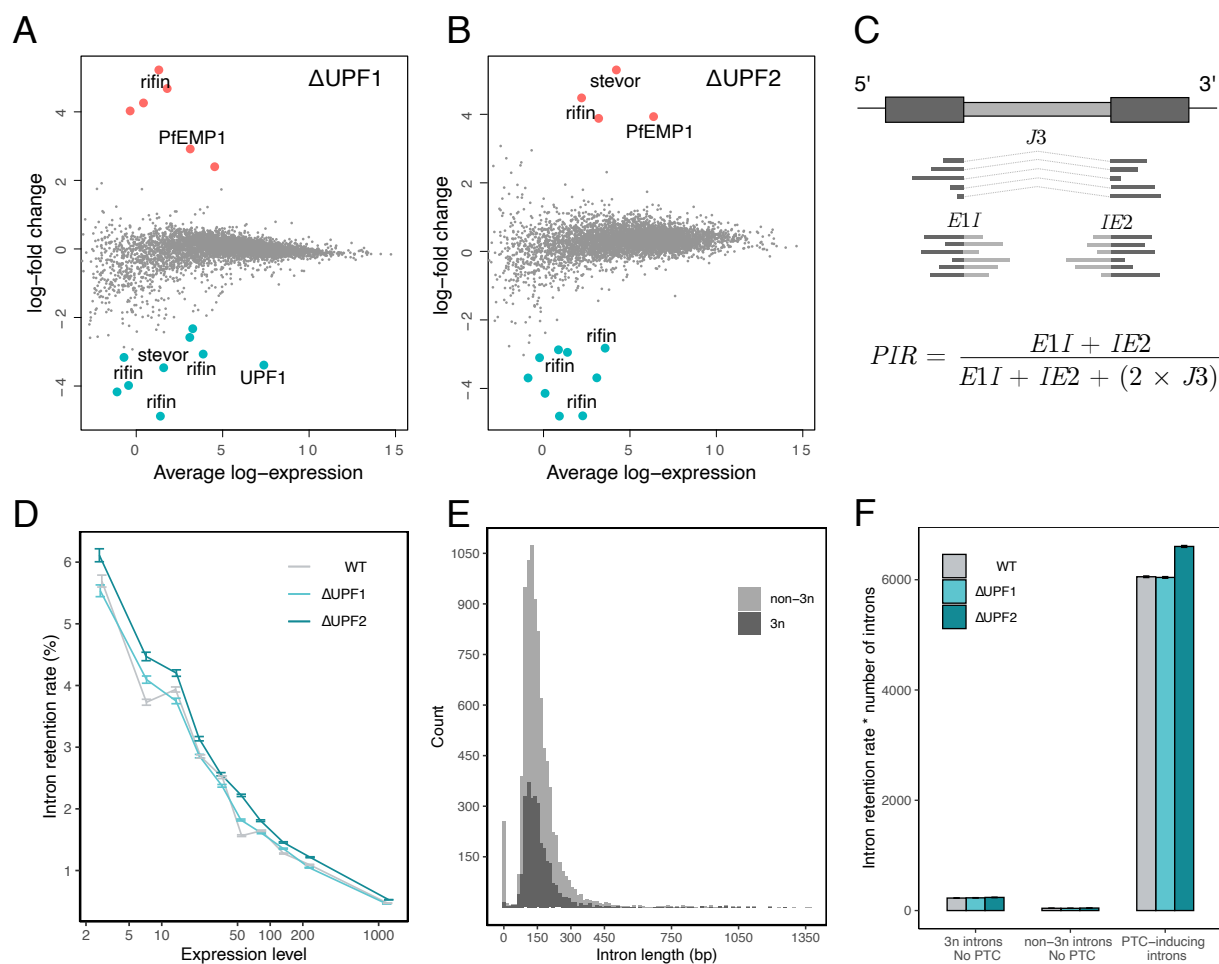 A
ΔUPF1
rifin
PfEMP1
stevor
rifin
rifin
UPF1
rifin
log−fold change
4
2
0
−2
−4
0
5
10
15
Average log−expression
B
ΔUPF2
stevor
rifin
PfEMP1
rifin
rifin
log−fold change
4
2
0
−2
−4
0
5
10
15
Average log−expression
C
5'
3'
J3
E1I
IE2
PIR = E1I + IE2
E1I + IE2 + (2 × J3)
D
WT
ΔUPF1
ΔUPF2
Intron retention rate (%)
6
5
4
3
2
1
2
5
10
20
50
100
200
1000
Expression level
E
non−3n
3n
Count
1050
900
750
600
450
300
150
0
150
300
450
750
1050
1350
Intron length (bp)
F
WT
ΔUPF1
ΔUPF2
Intron retention rate * number of introns
6000
4000
2000
0
3n introns
No PTC
non−3n introns
No PTC
PTC−inducing
introns